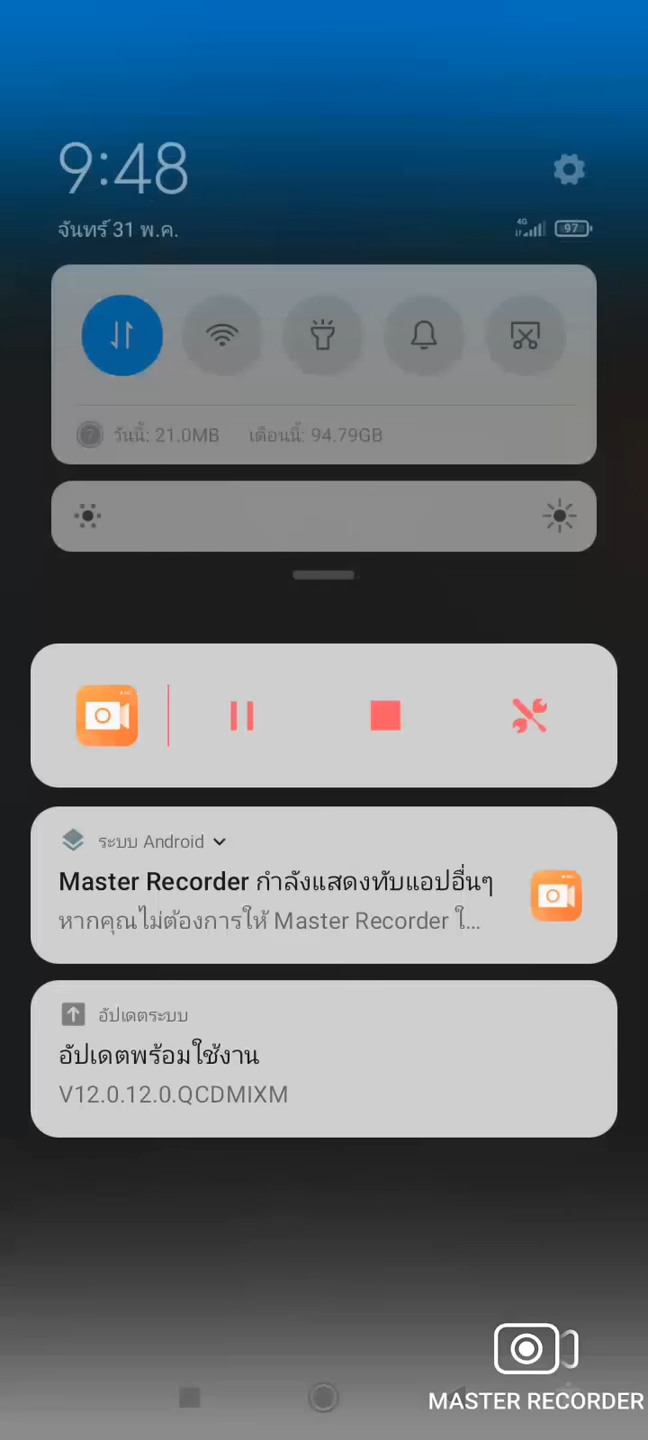 9:48
จันทร์ 31 พ.ค.
4G
97
วันนี้: 21.0MB เดือนนี้: 94.79GB
ระบบ Android
Master Recorder กำลังแสดงทับแอปอื่นๆ
หากคุณไม่ต้องการให้ Master Recorder ใ...
อัปเดตระบบ
อัปเดตพร้อมใช้งาน
V12.0.12.0.QCDMIXM
MASTER RECORDER